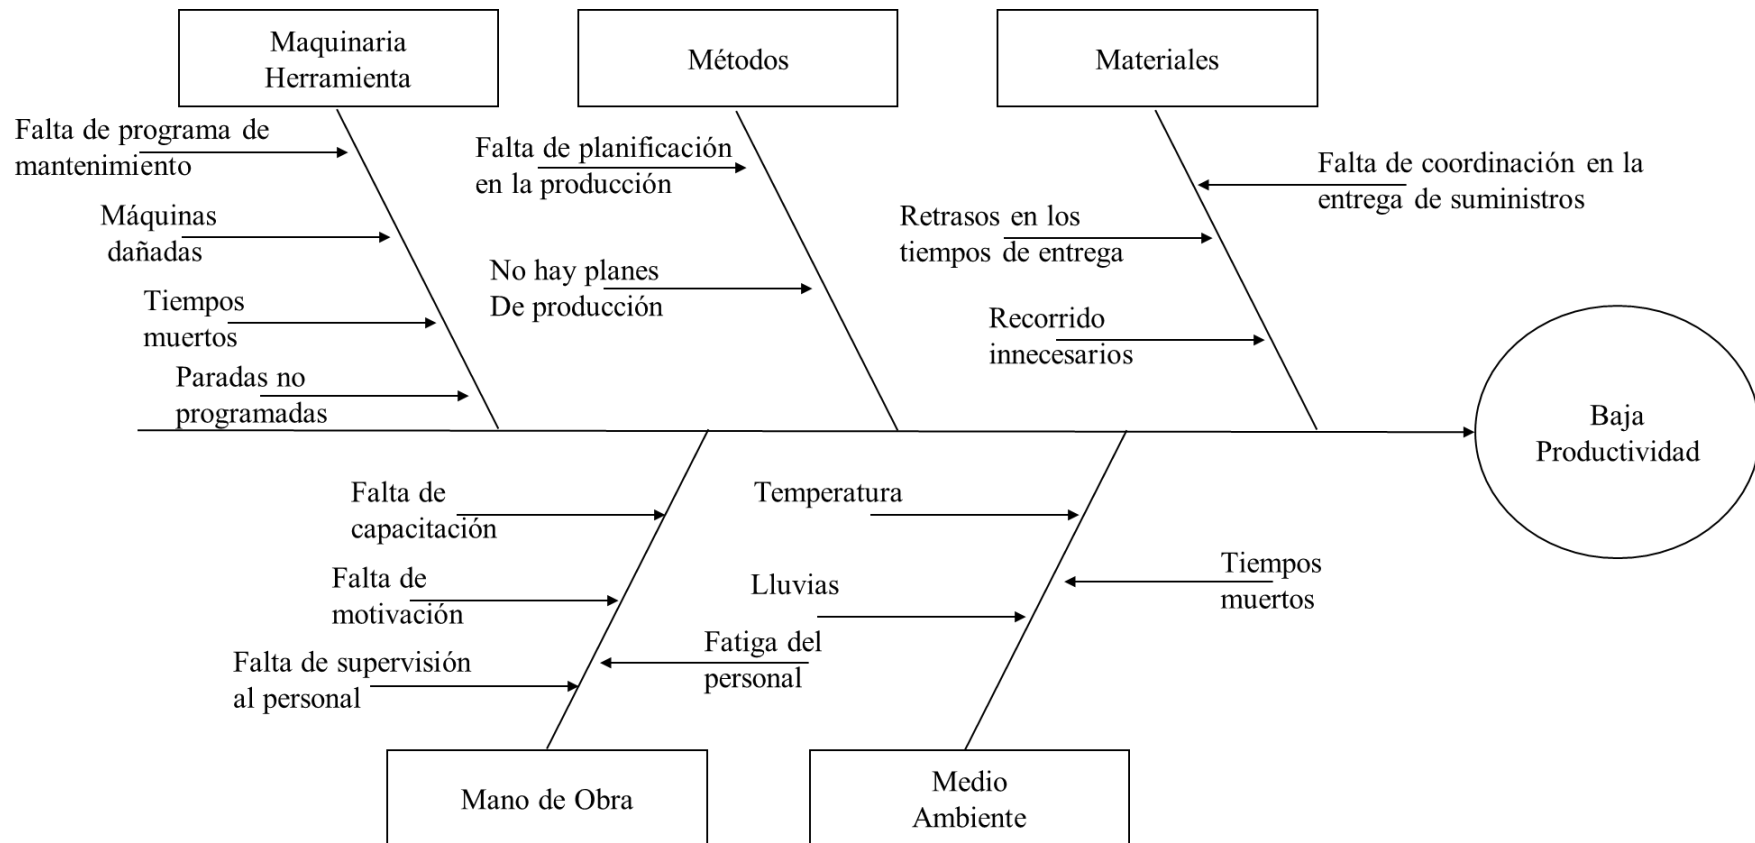 Maquinaria
Herramienta
Métodos
Materiales
Falta de programa de
mantenimiento
Máquinas
dañadas
Tiempos
muertos
Paradas no
programadas
Falta de planificación
en la producción
No hay planes
De producción
Falta de coordinación en la
entrega de suministros
Retrasos en los
tiempos de entrega
Recorrido
innecesarios
Baja
Productividad
Falta de
capacitación
Falta de
motivación
Falta de supervisión
al personal
Fatiga del
personal
Temperatura
Lluvias
Tiempos
muertos
Mano de Obra
Medio
Ambiente